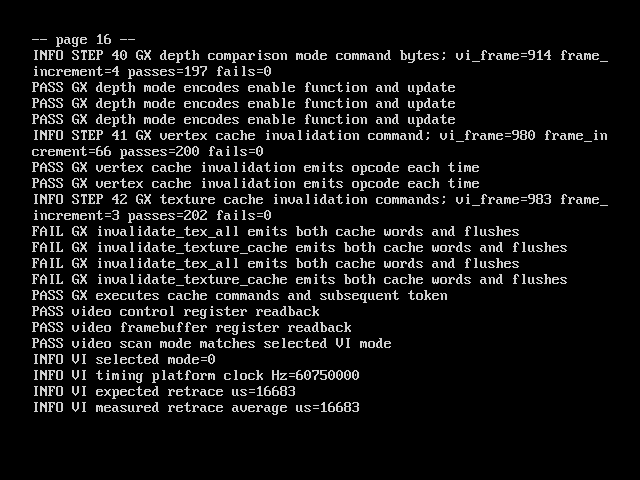 -- page 16 --
INFO STEP 40 GX depth comparison mode command bytes; vi_frame=914 frame_
increment=4 passes=197 fails=0
PASS GX depth mode encodes enable function and update
PASS GX depth mode encodes enable function and update
PASS GX depth mode encodes enable function and update
INFO STEP 41 GX vertex cache invalidation command; vi_frame=980 frame_in
crement=66 passes=200 fails=0
PASS GX vertex cache invalidation emits opcode each time
PASS GX vertex cache invalidation emits opcode each time
INFO STEP 42 GX texture cache invalidation commands; vi_frame=983 frame_
increment=3 passes=202 fails=0
FAIL GX invalidate_tex_all emits both cache words and flushes
FAIL GX invalidate_texture_cache emits both cache words and flushes
FAIL GX invalidate_tex_all emits both cache words and flushes
FAIL GX invalidate_texture_cache emits both cache words and flushes
PASS GX executes cache commands and subsequent token
PASS video control register readback
PASS video framebuffer register readback
PASS video scan mode matches selected VI mode
INFO VI selected mode=0
INFO VI timing platform clock Hz=60750000
INFO VI expected retrace us=16683
INFO VI measured retrace average us=16683